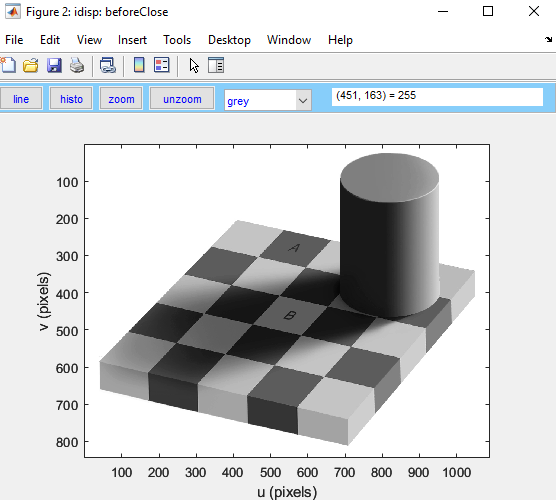 Figure 2: idisp: beforeClose
File Edit View Insert Tools Desktop Window Help
line histo zoom unzoom grey (451, 163) = 255
100
200
300
400
500
600
700
800
v (pixels)
A
B
100 200 300 400 500 600 700 800 900 1000
u (pixels)